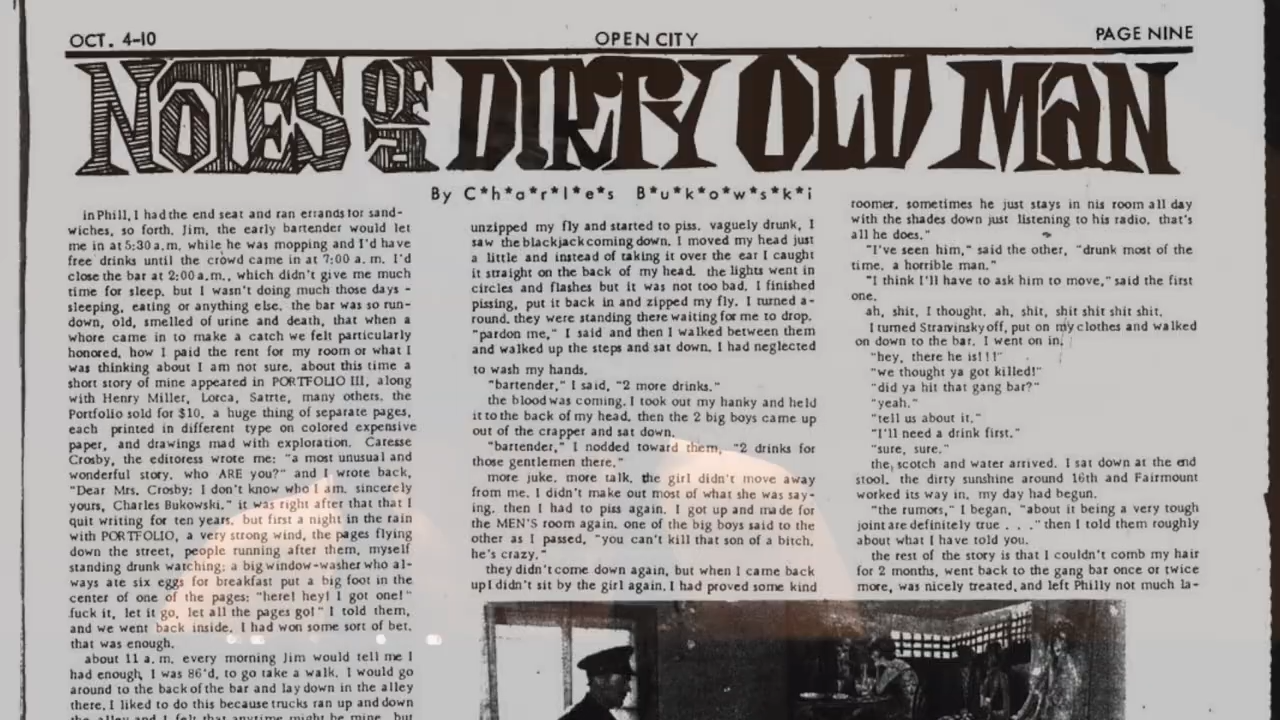 OCT. 4-10
OPEN CITY
PAGE NINE
NOTES OF A DIRTY OLD MAN
By C*h*a*r*l*e*s B*u*k*o*w*s*k*i
in Phill, I had the end seat and ran errands for sand-
wiches, so forth. Jim, the early bartender would let
me in at 5:30 a.m. while he was mopping and I'd have
free drinks until the crowd came in at 7:00 a.m. I'd
close the bar at 2:00 a.m., which didn't give me much
time for sleep. but I wasn't doing much those days -
sleeping, eating or anything else. the bar was so run-
down, old, smelled of urine and death, that when a
whore came in to make a catch we felt particularly
honored. how I paid the rent for my room or what I
was thinking about I am not sure. about this time a
short story of mine appeared in PORTFOLIO III, along
with Henry Miller, Lorca, Satrte, many others. the
Portfolio sold for $10. a huge thing of separate pages,
each printed in different type on colored expensive
paper, and drawings mad with exploration. Caresse
Crosby, the editoress wrote me: "a most unusual and
wonderful story. who ARE you?" and I wrote back,
"Dear Mrs. Crosby: I don't know who I am. sincerely
yours, Charles Bukowski." it was right after that that I
quit writing for ten years. but first a night in the rain
with PORTFOLIO, a very strong wind, the pages flying
down the street, people running after them, myself
standing drunk watching; a big window-washer who al-
ways ate six eggs for breakfast put a big foot in the
center of one of the pages: "here! hey! I got one!"
fuck it, let it go, let all the pages go!" I told them,
and we went back inside. I had won some sort of bet.
that was enough.
about 11 a.m. every morning Jim would tell me I
had enough, I was 86'd, to go take a walk. I would go
around to the back of the bar and lay down in the alley
there. I liked to do this because trucks ran up and down
the alley and I felt that anytime might be mine. but
unzipped my fly and started to piss. vaguely drunk, I
saw the blackjack coming down. I moved my head just
a little and instead of taking it over the ear I caught
it straight on the back of my head. the lights went in
circles and flashes but it was not too bad. I finished
pissing, put it back in and zipped my fly. I turned a-
round. they were standing there waiting for me to drop.
"pardon me," I said and then I walked between them
and walked up the steps and sat down. I had neglected
to wash my hands.
"bartender," I said, "2 more drinks."
the blood was coming. I took out my hanky and held
it to the back of my head. then the 2 big boys came up
out of the crapper and sat down.
"bartender," I nodded toward them, "2 drinks for
those gentlemen there."
more juke, more talk. the girl didn't move away
from me. I didn't make out most of what she was say-
ing. then I had to piss again. I got up and made for
the MEN'S room again. one of the big boys said to the
other as I passed, "you can't kill that son of a bitch.
he's crazy."
they didn't come down again, but when I came back
up I didn't sit by the girl again. I had proved some kind
roomer. sometimes he just stays in his room all day
with the shades down just listening to his radio. that's
all he does."
"I've seen him," said the other, "drunk most of the
time. a horrible man."
"I think I'll have to ask him to move," said the first
one.
ah, shit, I thought. ah, shit, shit shit shit shit.
I turned Stravinsky off, put on my clothes and walked
on down to the bar. I went on in.
"hey, there he is!!!"
"we thought ya got killed!"
"did ya hit that gang bar?"
"yeah."
"tell us about it."
"I'll need a drink first."
"sure, sure."
the scotch and water arrived. I sat down at the end
stool. the dirty sunshine around 16th and Fairmount
worked its way in. my day had begun.
"the rumors," I began, "about it being a very tough
joint are definitely true . . ." then I told them roughly
about what I have told you.
the rest of the story is that I couldn't comb my hair
for 2 months, went back to the gang bar once or twice
more, was nicely treated, and left Philly not much la-